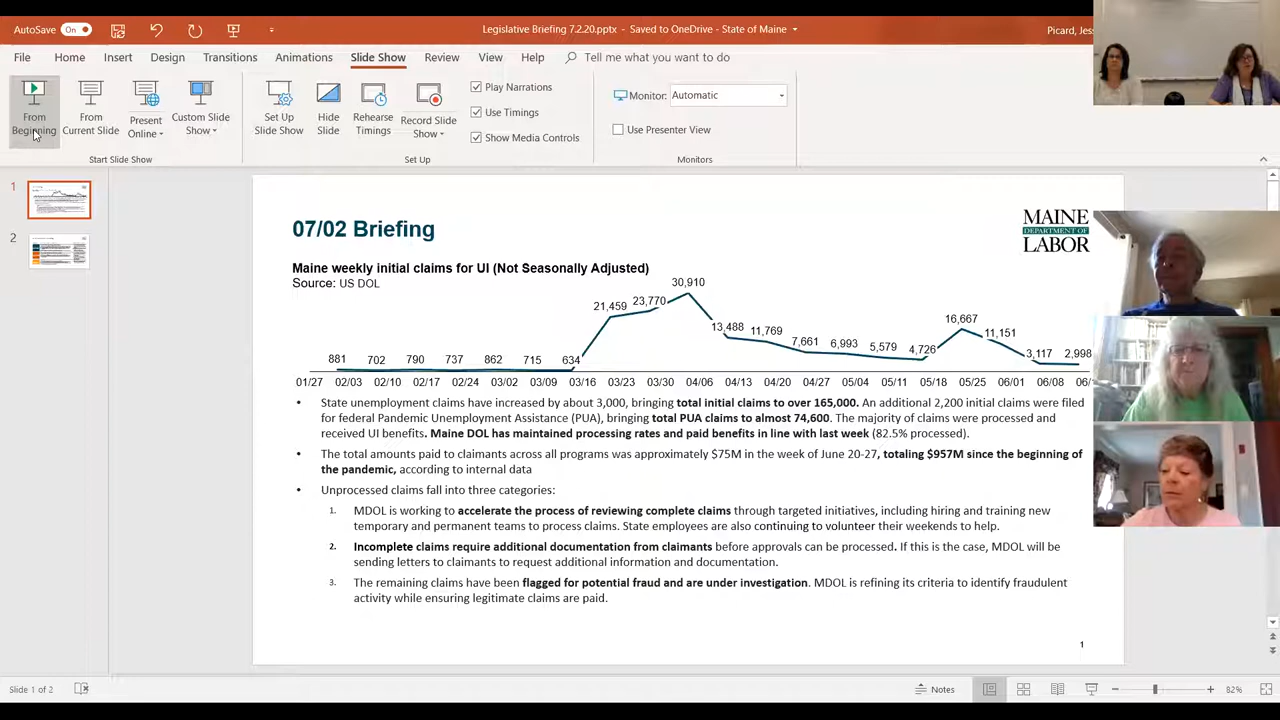 AutoSave On
Legislative Briefing 7.2.20.pptx - Saved to OneDrive - State of Maine
Picard, Jes
File Home Insert Design Transitions Animations Slide Show Review View Help Tell me what you want to do
From Beginning
From Current Slide
Present Online
Custom Slide Show
Set Up Slide Show
Hide Slide
Rehearse Timings
Record Slide Show
Play Narrations
Use Timings
Show Media Controls
Monitor: Automatic
Use Presenter View
Start Slide Show
Set Up
Monitors
1
2
07/02 Briefing
MAINE
DEPARTMENT OF
LABOR
Maine weekly initial claims for UI (Not Seasonally Adjusted)
Source: US DOL
881 702 790 737 862 715 634 21,459 23,770 30,910 13,488 11,769 7,661 6,993 5,579 4,726 16,667 11,151 3,117 2,998
01/27 02/03 02/10 02/17 02/24 03/02 03/09 03/16 03/23 03/30 04/06 04/13 04/20 04/27 05/04 05/11 05/18 05/25 06/01 06/08 06/
• State unemployment claims have increased by about 3,000, bringing total initial claims to over 165,000. An additional 2,200 initial claims were filed
for federal Pandemic Unemployment Assistance (PUA), bringing total PUA claims to almost 74,600. The majority of claims were processed and
received UI benefits. Maine DOL has maintained processing rates and paid benefits in line with last week (82.5% processed).
• The total amounts paid to claimants across all programs was approximately $75M in the week of June 20-27, totaling $957M since the beginning of
the pandemic, according to internal data
• Unprocessed claims fall into three categories:
1. MDOL is working to accelerate the process of reviewing complete claims through targeted initiatives, including hiring and training new
temporary and permanent teams to process claims. State employees are also continuing to volunteer their weekends to help.
2. Incomplete claims require additional documentation from claimants before approvals can be processed. If this is the case, MDOL will be
sending letters to claimants to request additional information and documentation.
3. The remaining claims have been flagged for potential fraud and are under investigation. MDOL is refining its criteria to identify fraudulent
activity while ensuring legitimate claims are paid.
1
Slide 1 of 2
Notes
82%